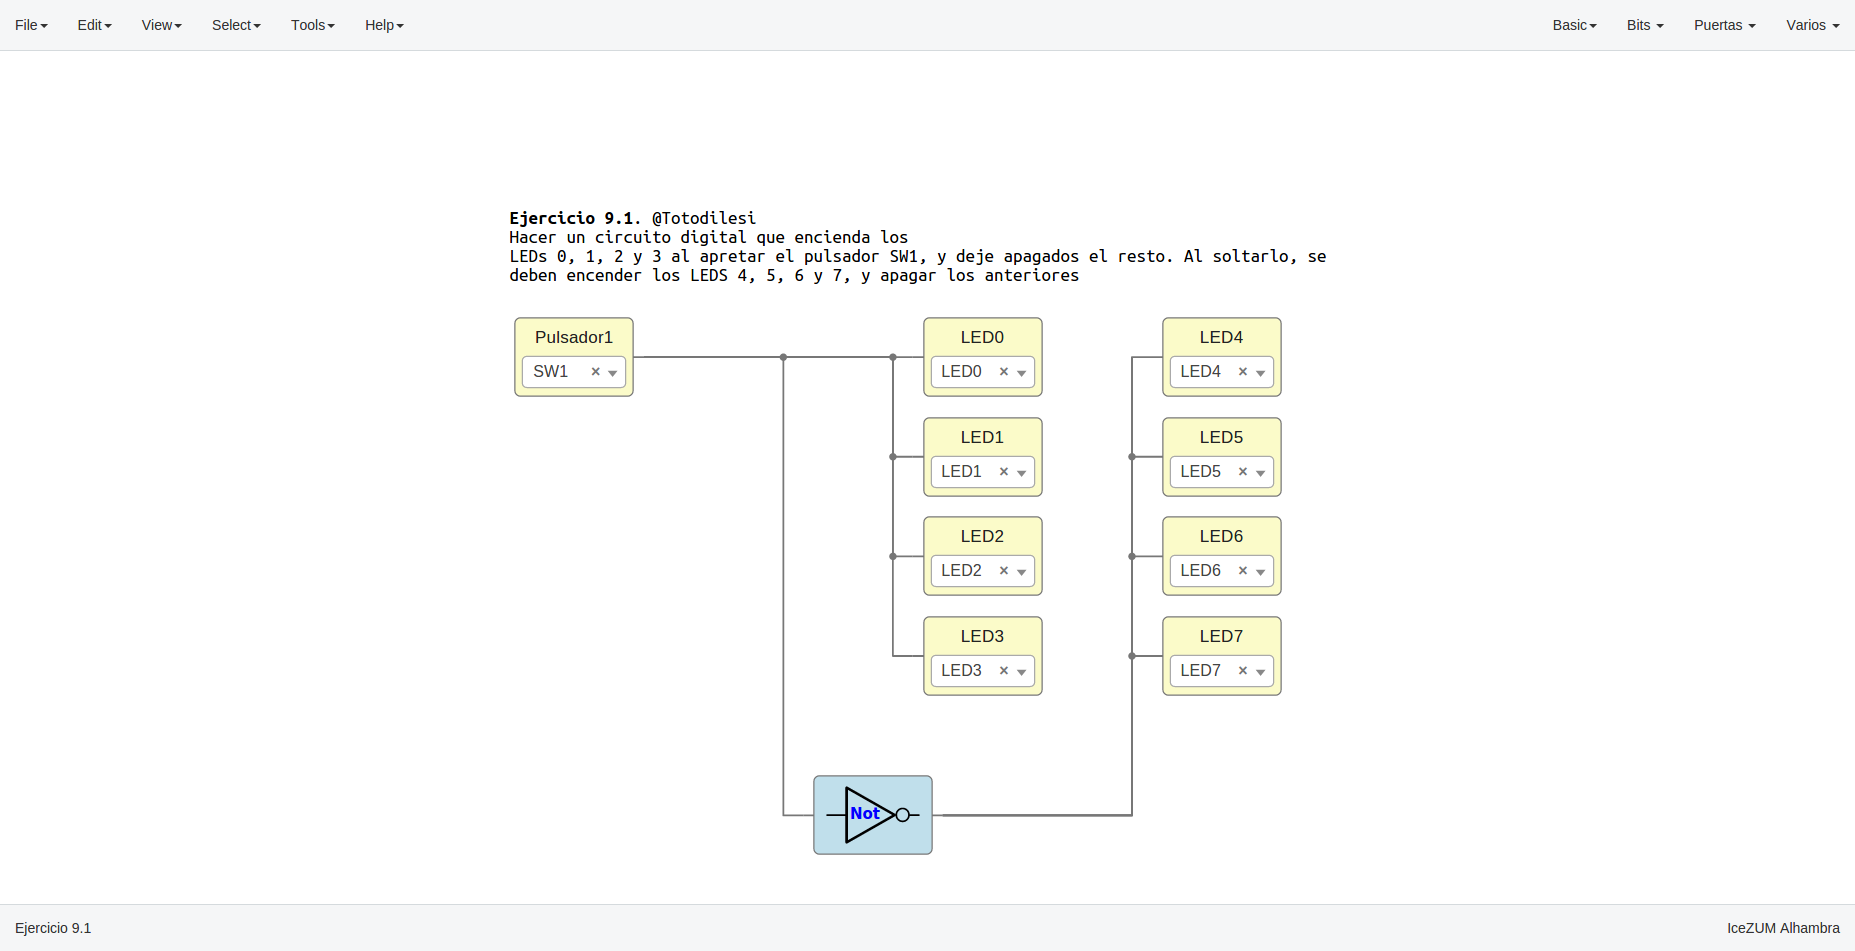 File Edit View Select Tools Help Basic Bits Puertas Varios
Ejercicio 9.1. @Totodilesi
Hacer un circuito digital que encienda los
LEDs 0, 1, 2 y 3 al apretar el pulsador SW1, y deje apagados el resto. Al soltarlo, se
deben encender los LEDS 4, 5, 6 y 7, y apagar los anteriores
Pulsador1 LED0 LED4
SW1 × LED0 × LED4 ×
LED1 LED5
LED1 × LED5 ×
LED2 LED6
LED2 × LED6 ×
LED3 LED7
LED3 × LED7 ×
Not
Ejercicio 9.1 IceZUM Alhambra